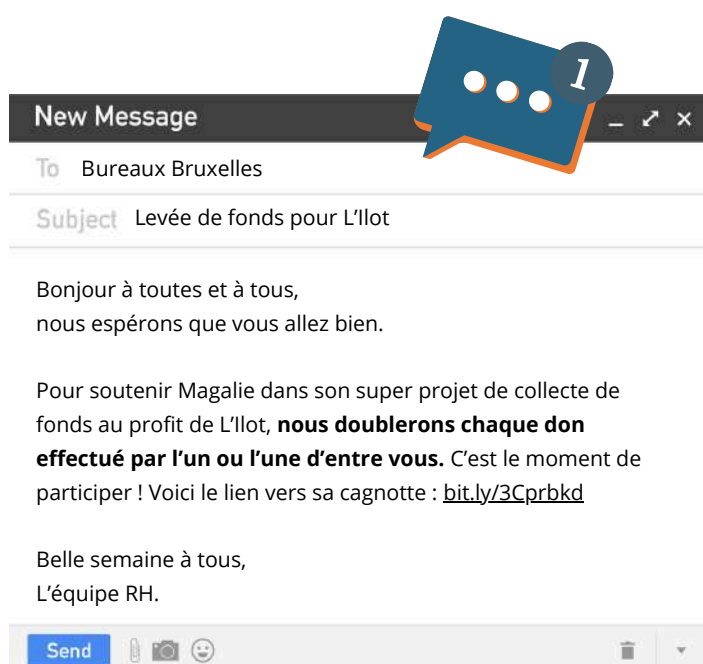 1
New Message
To Bureaux Bruxelles
Subject Levée de fonds pour L'Ilot
Bonjour à toutes et à tous,
nous espérons que vous allez bien.
Pour soutenir Magalie dans son super projet de collecte de
fonds au profit de L'Ilot, nous doublerons chaque don
effectué par l'un ou l'une d'entre vous. C'est le moment de
participer ! Voici le lien vers sa cagnotte : bit.ly/3Cprbkd
Belle semaine à tous,
L'équipe RH.
Send